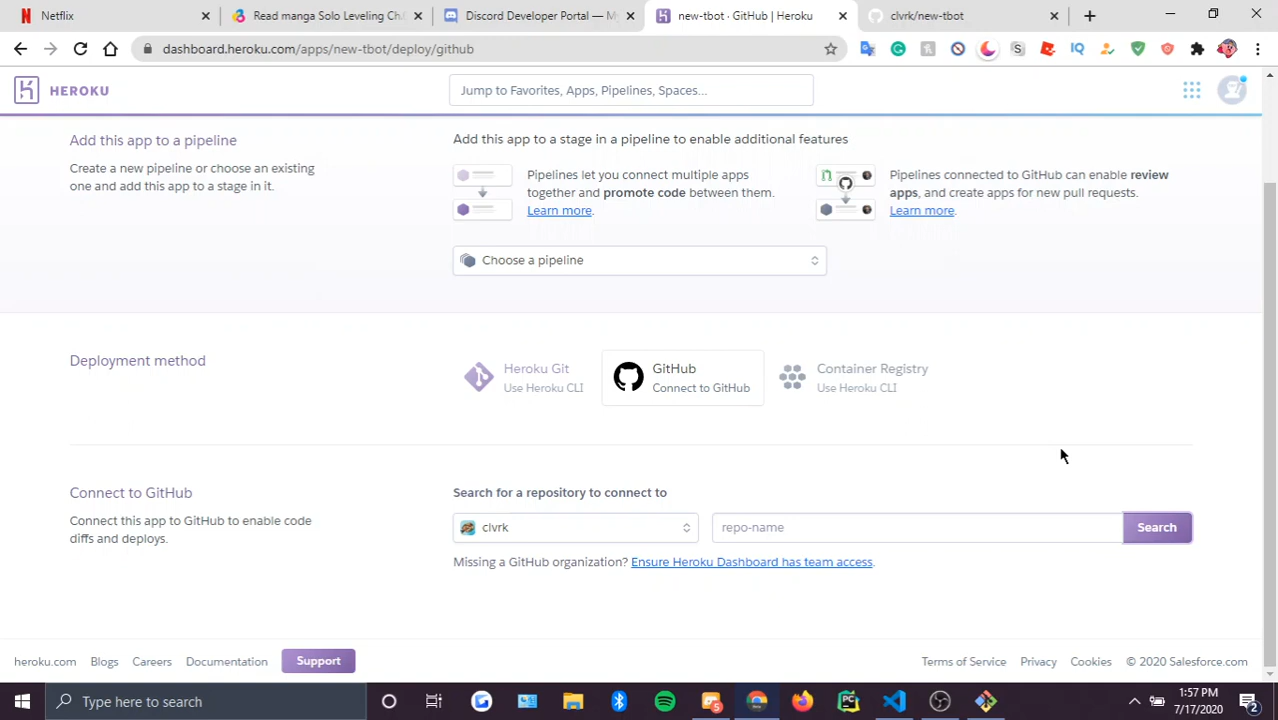 Netflix
Read manga Solo Leveling Ch.
Discord Developer Portal — My
new-tbot · GitHub | Heroku
clvrk/new-tbot
dashboard.heroku.com/apps/new-tbot/deploy/github
HEROKU
Jump to Favorites, Apps, Pipelines, Spaces...
Add this app to a pipeline
Create a new pipeline or choose an existing
one and add this app to a stage in it.
Add this app to a stage in a pipeline to enable additional features
Pipelines let you connect multiple apps
together and promote code between them.
Learn more.
Pipelines connected to GitHub can enable review
apps, and create apps for new pull requests.
Learn more.
Choose a pipeline
Deployment method
Heroku Git
Use Heroku CLI
GitHub
Connect to GitHub
Container Registry
Use Heroku CLI
Connect to GitHub
Connect this app to GitHub to enable code
diffs and deploys.
Search for a repository to connect to
clvrk
repo-name
Search
Missing a GitHub organization? Ensure Heroku Dashboard has team access.
heroku.com
Blogs
Careers
Documentation
Support
Terms of Service
Privacy
Cookies
© 2020 Salesforce.com
Type here to search
1:57 PM
7/17/2020